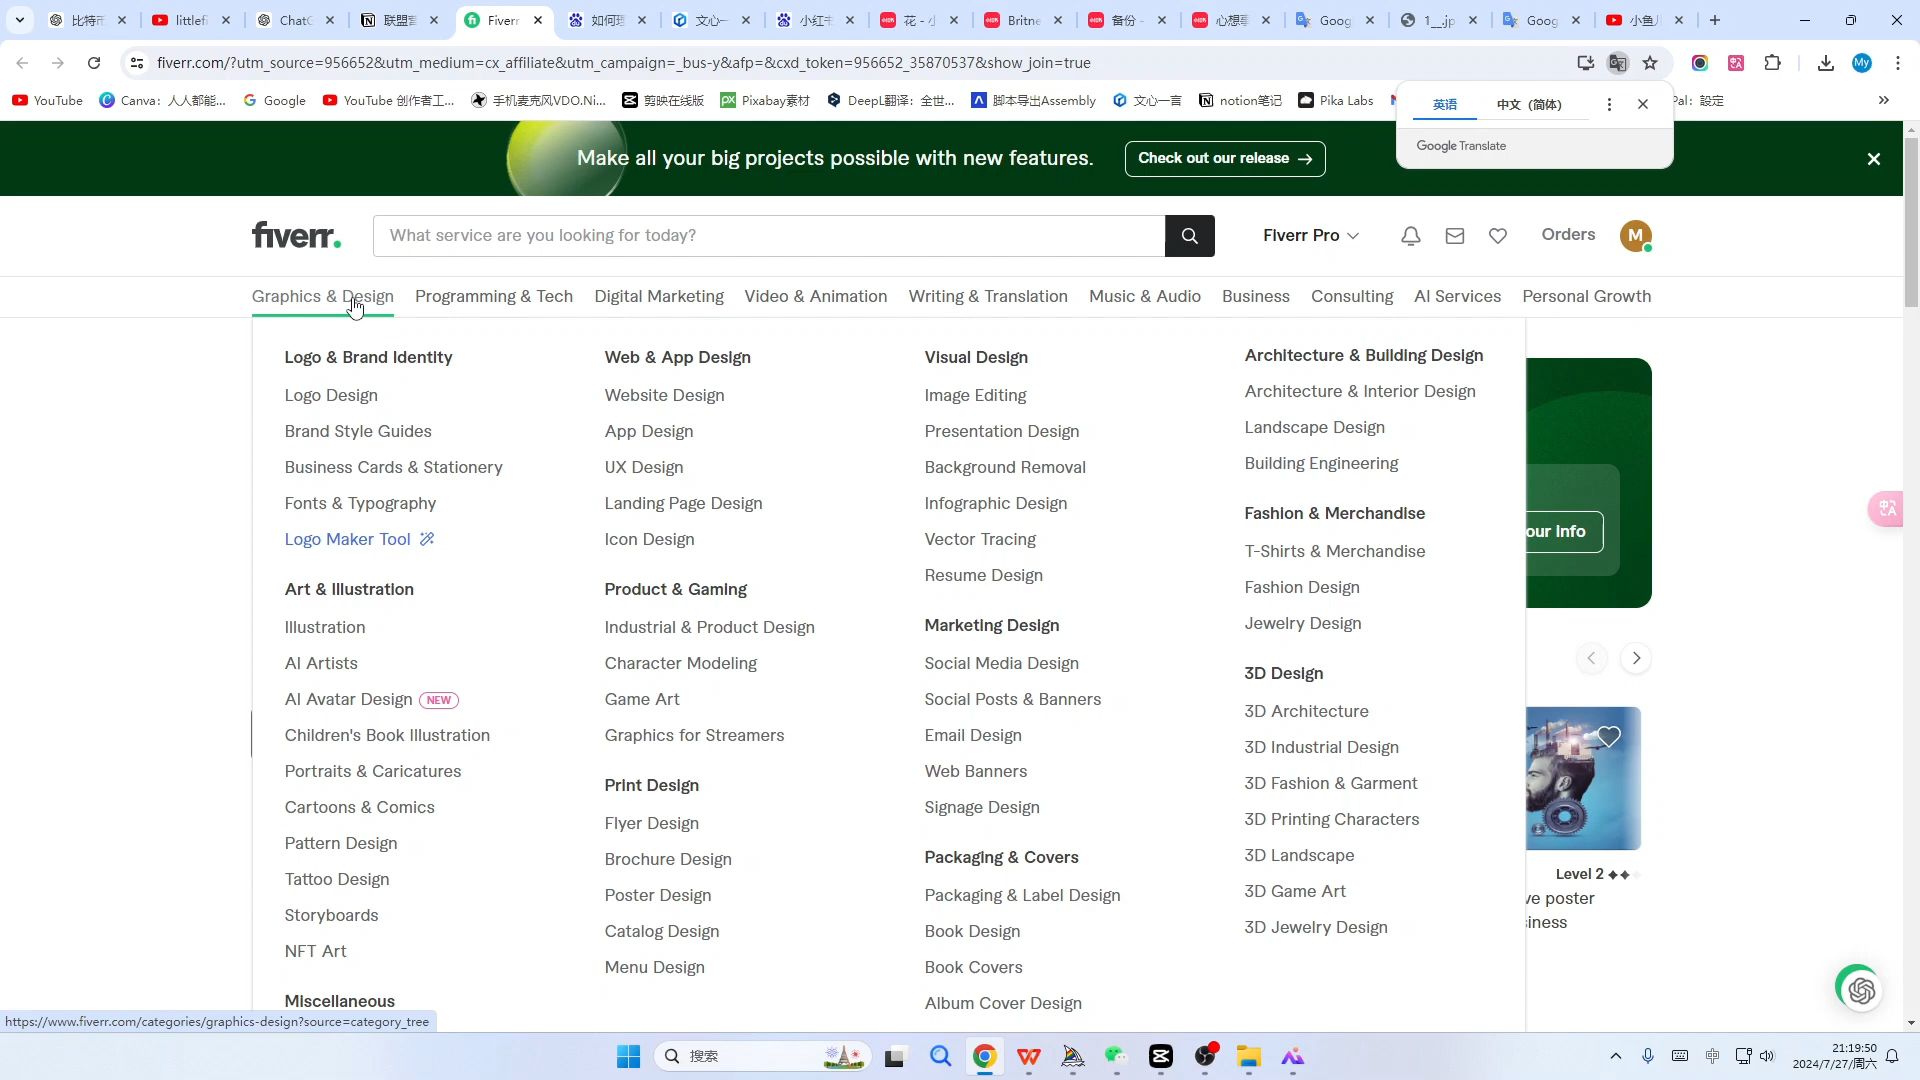 比特币
littlefi
ChatG
联盟营
Fiverr
如何理
文心一
小红书
花 - 小
Britne
备份 -
心想事
Goog
1__.jp
Goog
小鱼儿
fiverr.com/?utm_source=956652&utm_medium=cx_affiliate&utm_campaign=_bus-y&afp=&cxd_token=956652_35870537&show_join=true
My
YouTube
Canva：人人都能...
Google
YouTube 创作者工...
手机麦克风VDO.Ni...
剪映在线版
Pixabay素材
DeepL翻译：全世...
脚本导出Assembly
文心一言
notion笔记
Pika Labs
Pal：設定
英语
中文（简体）
Google Translate
Make all your big projects possible with new features.
Check out our release →
fiverr.
What service are you looking for today?
Fiverr Pro
Orders
M
Graphics & Design
Programming & Tech
Digital Marketing
Video & Animation
Writing & Translation
Music & Audio
Business
Consulting
AI Services
Personal Growth
Logo & Brand Identity
Logo Design
Brand Style Guides
Business Cards & Stationery
Fonts & Typography
Logo Maker Tool
Art & Illustration
Illustration
AI Artists
AI Avatar Design NEW
Children's Book Illustration
Portraits & Caricatures
Cartoons & Comics
Pattern Design
Tattoo Design
Storyboards
NFT Art
Miscellaneous
Web & App Design
Website Design
App Design
UX Design
Landing Page Design
Icon Design
Product & Gaming
Industrial & Product Design
Character Modeling
Game Art
Graphics for Streamers
Print Design
Flyer Design
Brochure Design
Poster Design
Catalog Design
Menu Design
Visual Design
Image Editing
Presentation Design
Background Removal
Infographic Design
Vector Tracing
Resume Design
Marketing Design
Social Media Design
Social Posts & Banners
Email Design
Web Banners
Signage Design
Packaging & Covers
Packaging & Label Design
Book Design
Book Covers
Album Cover Design
Architecture & Building Design
Architecture & Interior Design
Landscape Design
Building Engineering
Fashion & Merchandise
T-Shirts & Merchandise
Fashion Design
Jewelry Design
3D Design
3D Architecture
3D Industrial Design
3D Fashion & Garment
3D Printing Characters
3D Landscape
3D Game Art
3D Jewelry Design
our info
Level 2
ve poster
siness
https://www.fiverr.com/categories/graphics-design?source=category_tree
搜索
中
21:19:50
2024/7/27/周六